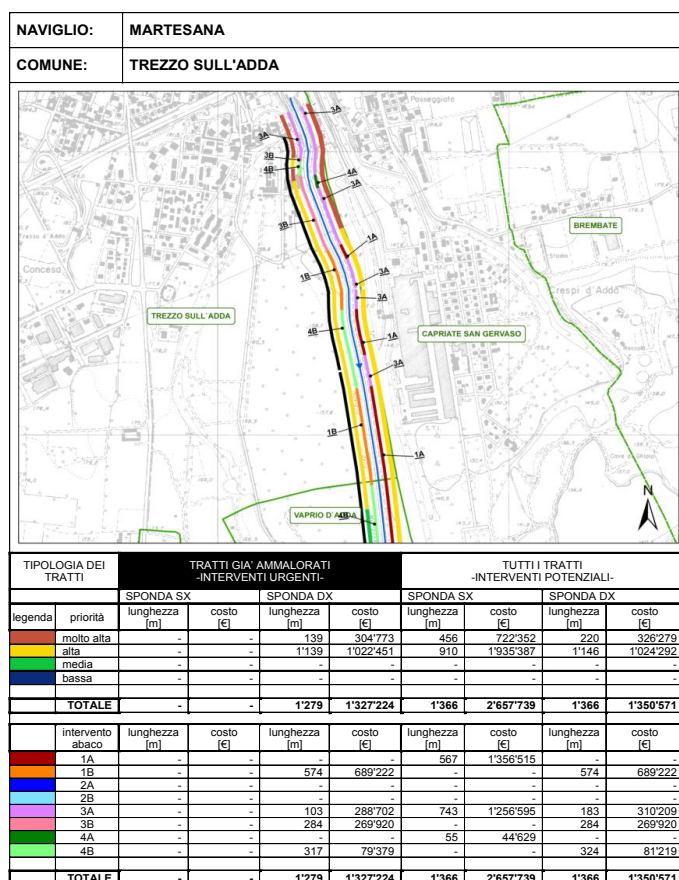 NAVIGLIO: MARTESANA
COMUNE: TREZZO SULL'ADDA
Passeggiata
3A
3A
3B
4B
4A
3A
3B
1A
BREMBATE
Trezzo s. Adda
Concesa
1B
3A
3A
Crespi d' Adda
TREZZO SULL'ADDA
4B
1A
CAPRIATE SAN GERVASO
3A
1B
1A
N
VAPRIO D'ADDA
4B
TIPOLOGIA DEI TRATTI
TRATTI GIA' AMMALORATI
-INTERVENTI URGENTI-
TUTTI I TRATTI
-INTERVENTI POTENZIALI-
SPONDA SX SPONDA DX SPONDA SX SPONDA DX
legenda priorità lunghezza [m] costo [€] lunghezza [m] costo [€] lunghezza [m] costo [€] lunghezza [m] costo [€]
molto alta - - 139 304'773 456 722'352 220 326'279
alta - - 1'139 1'022'451 910 1'935'387 1'146 1'024'292
media - - - - - - - -
bassa - - - - - - - -
TOTALE - - 1'279 1'327'224 1'366 2'657'739 1'366 1'350'571
intervento abaco lunghezza [m] costo [€] lunghezza [m] costo [€] lunghezza [m] costo [€] lunghezza [m] costo [€]
1A - - - - 567 1'356'515 - -
1B - - 574 689'222 - - 574 689'222
2A - - - - - - - -
2B - - - - - - - -
3A - - 103 288'702 743 1'256'595 183 310'209
3B - - 284 269'920 - - 284 269'920
4A - - - - 55 44'629 - -
4B - - 317 79'379 - - 324 81'219
TOTALE - - 1'279 1'327'224 1'366 2'657'739 1'366 1'350'571